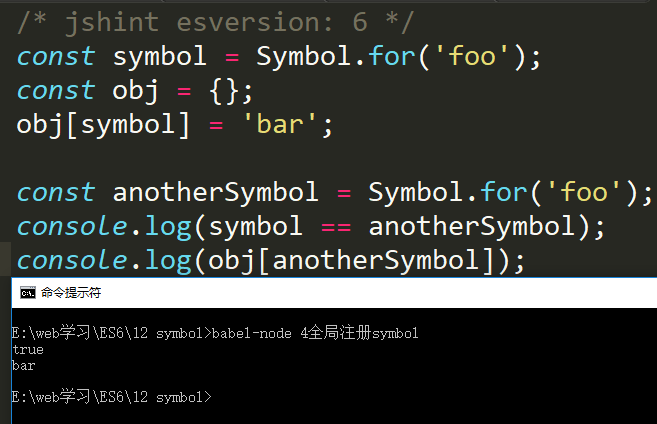 /* jshint esversion: 6 */
const symbol = Symbol.for('foo');
const obj = {};
obj[symbol] = 'bar';
const anotherSymbol = Symbol.for('foo');
console.log(symbol == anotherSymbol);
console.log(obj[anotherSymbol]);
命令提示符
E:\web学习\ES6\12 symbol>babel-node 4全局注册symbol
true
bar
E:\web学习\ES6\12 symbol>